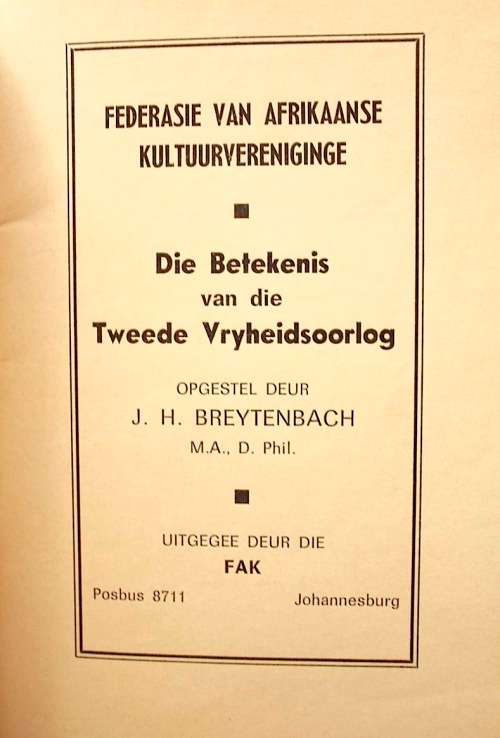 FEDERASIE VAN AFRIKAANSE
KULTUURVERENIGINGE
Die Betekenis
van die
Tweede Vryheidsoorlog
OPGESTEL DEUR
J. H. BREYTENBACH
M.A., D. Phil.
UITGEGEE DEUR DIE
FAK
Posbus 8711 Johannesburg